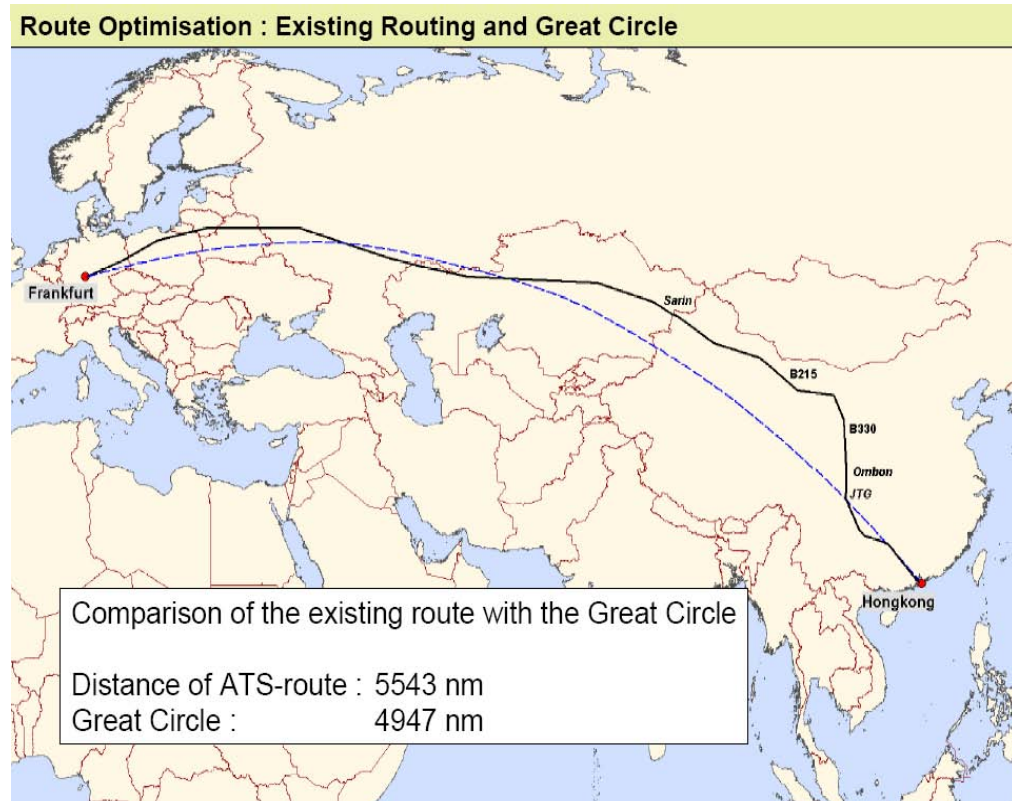 Route Optimisation : Existing Routing and Great Circle
Frankfurt
Sarin
B215
B330
Ombon
JTG
Hongkong
Comparison of the existing route with the Great Circle
Distance of ATS-route : 5543 nm
Great Circle : 4947 nm